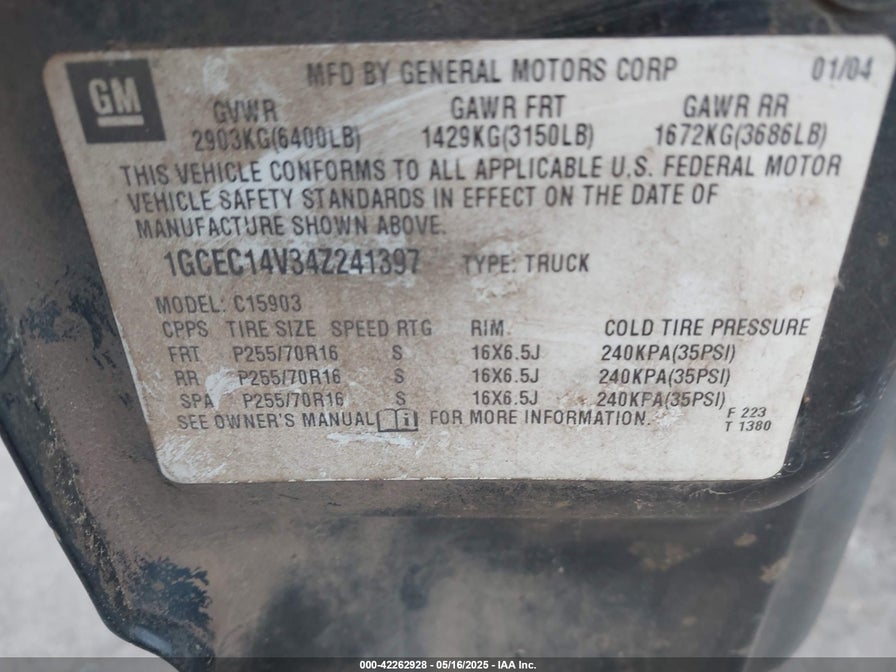 GM
MFD BY GENERAL MOTORS CORP 01/04
GVWR GAWR FRT GAWR RR
2903KG(6400LB) 1429KG(3150LB) 1672KG(3686LB)
THIS VEHICLE CONFORMS TO ALL APPLICABLE U.S. FEDERAL MOTOR
VEHICLE SAFETY STANDARDS IN EFFECT ON THE DATE OF
MANUFACTURE SHOWN ABOVE.
1GCEC14V34Z241397 TYPE: TRUCK
MODEL: C15903
CPPS TIRE SIZE SPEED RTG RIM COLD TIRE PRESSURE
FRT P255/70R16 S 16X6.5J 240KPA(35PSI)
RR P255/70R16 S 16X6.5J 240KPA(35PSI)
SPA P255/70R16 S 16X6.5J 240KPA(35PSI)
SEE OWNER'S MANUAL i FOR MORE INFORMATION.
F 223
T 1380
000-42262928 - 05/16/2025 - IAA Inc.